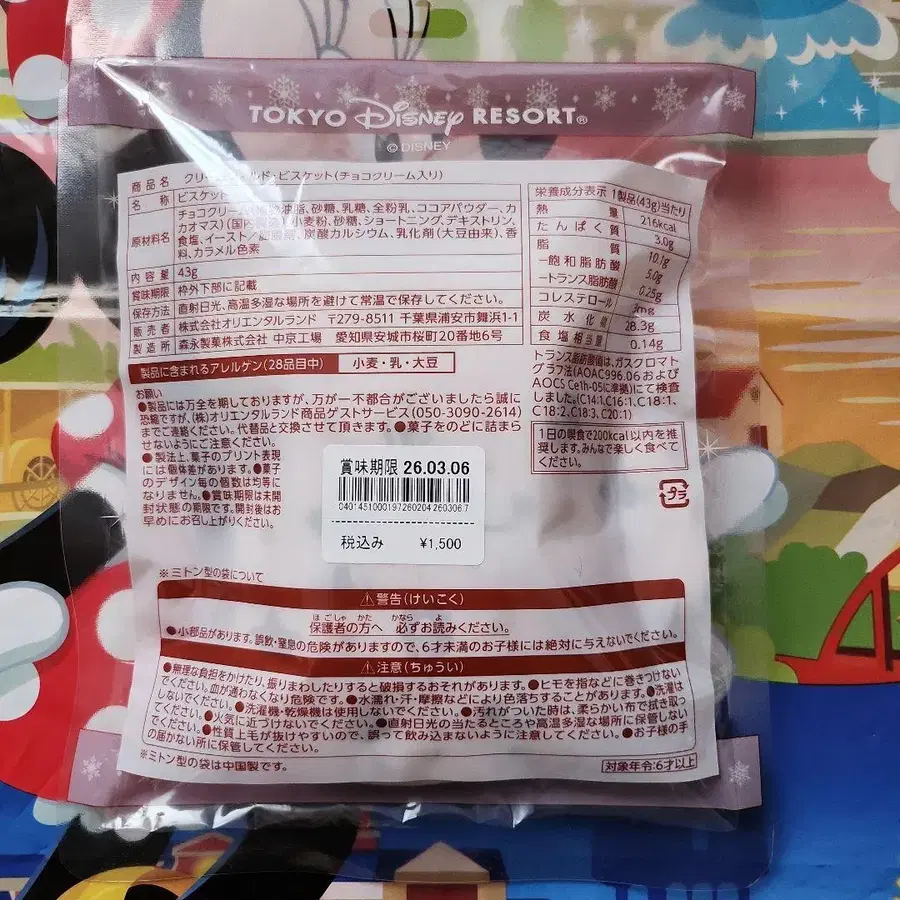 TOKYO Disney RESORT®
© DISNEY
商品名 クリー ルド・ビスケット(チョコクリーム入り)
名称 ビスケット
原材料名 チョコクリーム 油脂、砂糖、乳糖、全粉乳、ココアパウダー、カ
カオマス)(国内製造)、小麦粉、砂糖、ショートニング、デキストリン、
食塩、イースト/ 炭酸カルシウム、乳化剤(大豆由来)、香
料、カラメル色素
内容量 43g
賞味期限 枠外下部に記載
保存方法 直射日光、高温多湿な場所を避けて常温で保存してください。
販売者 株式会社オリエンタルランド 〒279-8511 千葉県浦安市舞浜1-1
製造所 森永製菓株式会社 中京工場 愛知県安城市桜町20番地6号
製品に含まれるアレルゲン(28品目中) 小麦・乳・大豆
栄養成分表示 1製品(43g)当たり
熱量 216kcal
たんぱく質 3.0g
脂質 10.1g
−飽和脂肪酸 5.0g
−トランス脂肪酸 0.25g
コレステロール mg
炭水化物 28.3g
食塩相当量 0.14g
トランス脂肪酸値は、ガスクロマト
グラフ法(AOAC996.06 および
AOCS Ce1h-05に準拠)にて検査
しました。(C14:1、C16:1、C18:1、
C18:2、C18:3、C20:1)
1日の喫食で200kcal以内を推
奨します。みんなで楽しく食べて
ください。
プラ
お願い
●製品には万全を期しておりますが、万が一不都合がございましたら誠に
恐縮ですが、(株)オリエンタルランド商品ゲストサービス(050-3090-2614)
までご連絡ください。代替品と交換させて頂きます。●菓子をのどに詰まら
せないようにご注意ください。
●製法上、菓子のプリント表現
には個体差があります。●菓子
のデザイン毎の個数は均等に
なりません。●賞味期限は未開
封状態の期限です。開封後はお
早めにお召し上がりください。
賞味期限 26.03.06
0401451000197260204 260306 7
税込み ¥1,500
※ミトン型の袋について
⚠警告(けいこく)
ほごしゃ かた かなら よ
保護者の方へ 必ずお読みください。
●小部品があります。誤飲・窒息の危険がありますので、6才未満のお子様には絶対に与えないでください。
⚠注意(ちゅうい)
●無理な負担をかけたり、振りまわしたりすると破損するおそれがあります。●ヒモを指などに巻きつけない
でください。血が通わなくなり危険です。●水濡れ・汗・摩擦などにより色落ちすることがあります。●洗濯は
しないでください。●洗濯機・乾燥機は使用しないでください。●汚れがついた時は、柔らかい布で拭き取っ
てください。●火気に近づけないでください。●直射日光の当たるところや高温多湿な場所に保管しない
でください。●性質上毛が抜けやすいので、誤って飲み込まないように注意してください。●お子様の手
の届かない所に保管してください。
※ミトン型の袋は中国製です。
対象年令:6才以上